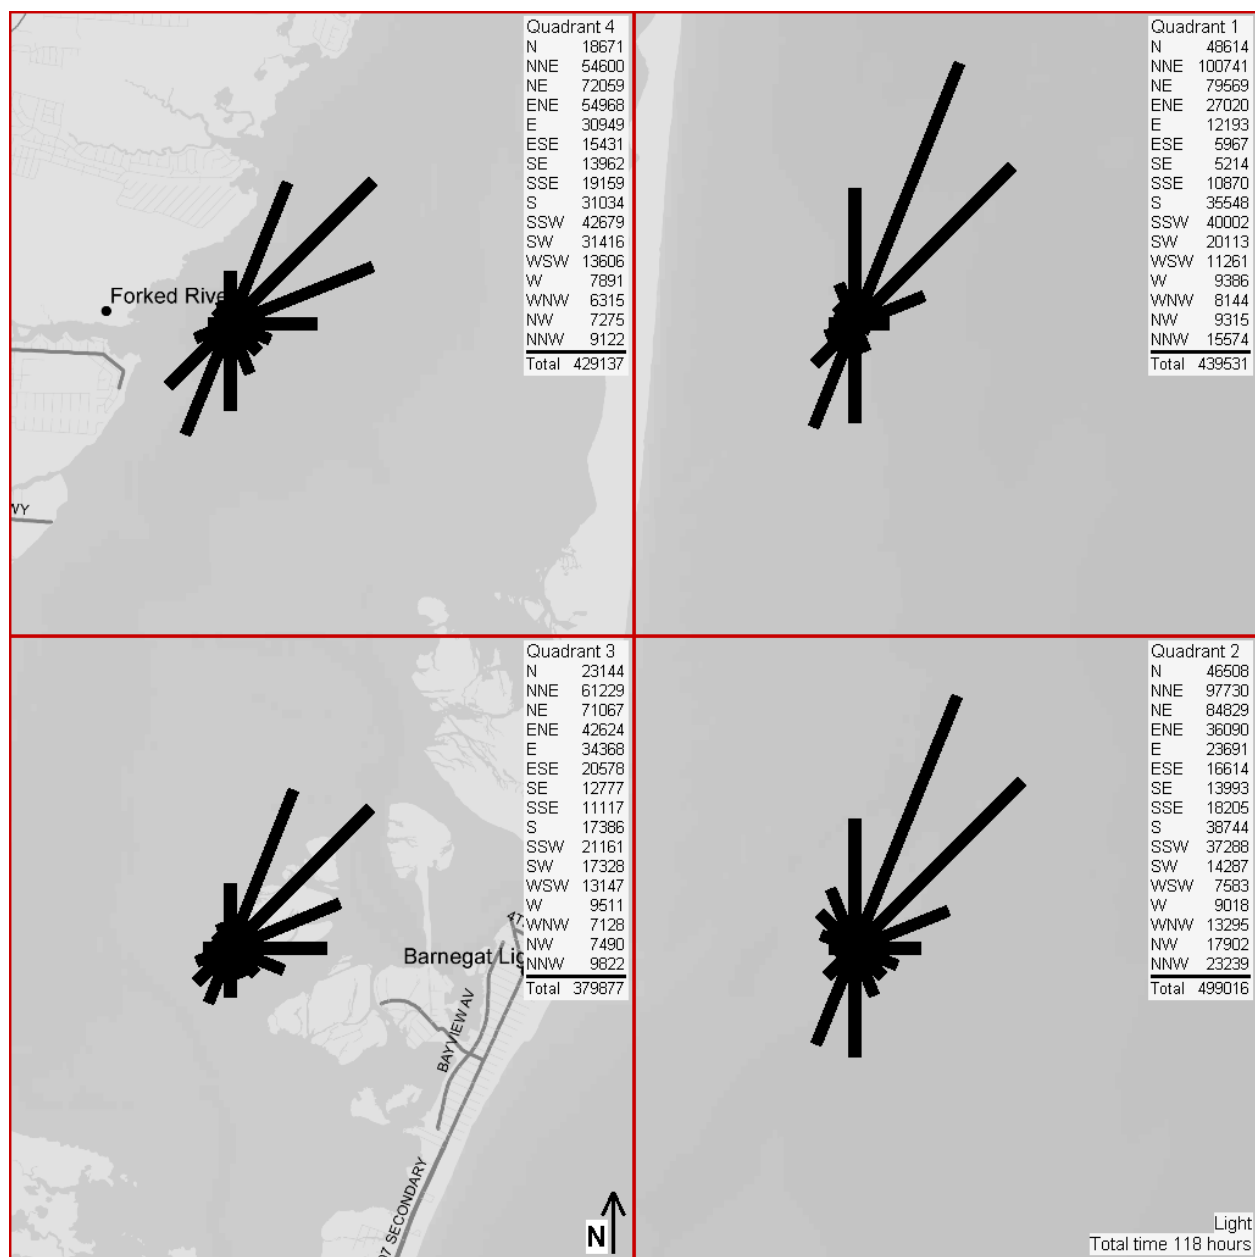 Quadrant 4
N 18671
NNE 54600
NE 72059
ENE 54968
E 30949
ESE 15431
SE 13962
SSE 19159
S 31034
SSW 42679
SW 31416
WSW 13606
W 7891
WNW 6315
NW 7275
NNW 9122
Total 429137
Forked Rive
WY
Quadrant 1
N 48614
NNE 100741
NE 79569
ENE 27020
E 12193
ESE 5967
SE 5214
SSE 10870
S 35548
SSW 40002
SW 20113
WSW 11261
W 9386
WNW 8144
NW 9315
NNW 15574
Total 439531
Quadrant 3
N 23144
NNE 61229
NE 71067
ENE 42624
E 34368
ESE 20578
SE 12777
SSE 11117
S 17386
SSW 21161
SW 17328
WSW 13147
W 9511
WNW 7128
NW 7490
NNW 9822
Total 379877
4T
Barnegat Lig
BAYVIEW AV
07 SECONDARY
N
Quadrant 2
N 46508
NNE 97730
NE 84829
ENE 36090
E 23691
ESE 16614
SE 13993
SSE 18205
S 38744
SSW 37288
SW 14287
WSW 7583
W 9018
WNW 13295
NW 17902
NNW 23239
Total 499016
Light
Total time 118 hours